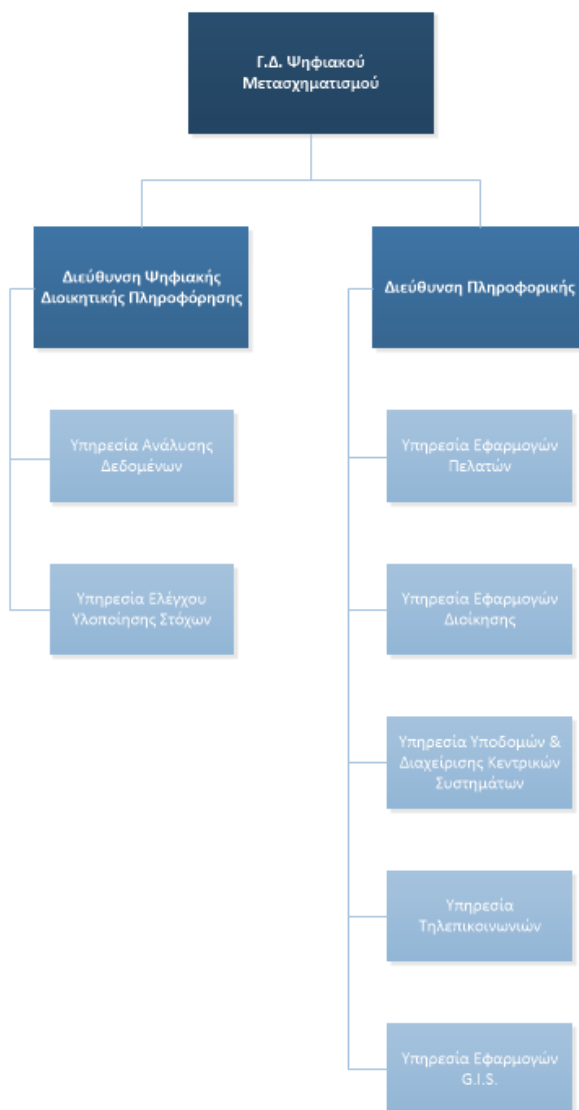 Γ.Δ. Ψηφιακού
Μετασχηματισμού
Διεύθυνση Ψηφιακής
Διοικητικής Πληροφόρησης
Υπηρεσία Ανάλυσης
Δεδομένων
Υπηρεσία Ελέγχου
Υλοποίησης Στόχων
Διεύθυνση Πληροφορικής
Υπηρεσία Εφαρμογών
Πελατών
Υπηρεσία Εφαρμογών
Διοίκησης
Υπηρεσία Υποδομών &
Διαχείρισης Κεντρικών
Συστημάτων
Υπηρεσία
Τηλεπικοινωνιών
Υπηρεσία Εφαρμογών
G.I.S.